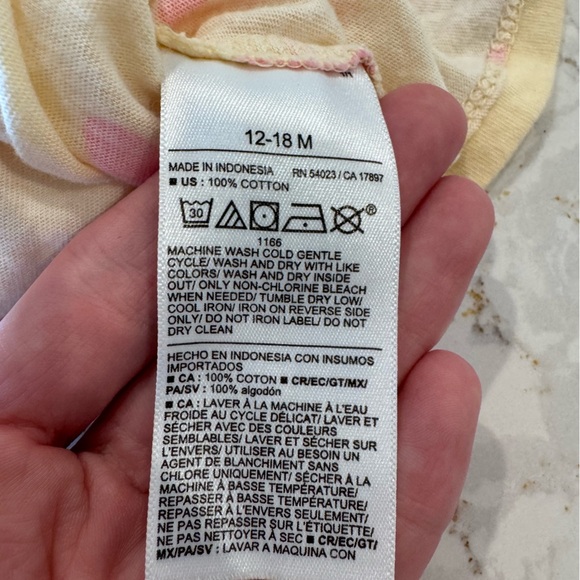 12-18 M
MADE IN INDONESIA RN 54023 / CA 17897
■ US : 100% COTTON
30 ®
1166
MACHINE WASH COLD GENTLE
CYCLE/ WASH AND DRY WITH LIKE
COLORS/ WASH AND DRY INSIDE
OUT/ ONLY NON-CHLORINE BLEACH
WHEN NEEDED/ TUMBLE DRY LOW/
COOL IRON/ IRON ON REVERSE SIDE
ONLY/ DO NOT IRON LABEL/ DO NOT
DRY CLEAN
HECHO EN INDONESIA CON INSUMOS
IMPORTADOS
■ CA : 100% COTON ■ CR/EC/GT/MX/
PA/SV : 100% algodón
■ CA : LAVER À LA MACHINE À L'EAU
FROIDE AU CYCLE DÉLICAT/ LAVER ET
SÉCHER AVEC DES COULEURS
SEMBLABLES/ LAVER ET SÉCHER À
L'ENVERS/ UTILISER AU BESOIN UN
AGENT DE BLANCHIMENT SANS
CHLORE UNIQUEMENT/ SÉCHER À LA
MACHINE À BASSE TEMPÉRATURE/
REPASSER À BASSE TEMPÉRATURE/
REPASSER À L'ENVERS SEULEMENT/
NE PAS REPASSER SUR L'ÉTIQUETTE/
NE PAS NETTOYER À SEC ■ CR/EC/GT/
MX/PA/SV : LAVAR A MAQUINA CON